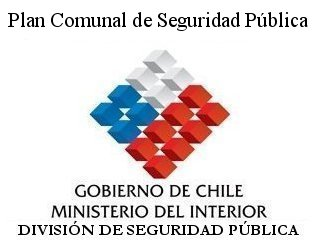 Plan Comunal de Seguridad Pública
GOBIERNO DE CHILE
MINISTERIO DEL INTERIOR
DIVISIÓN DE SEGURIDAD PÚBLICA